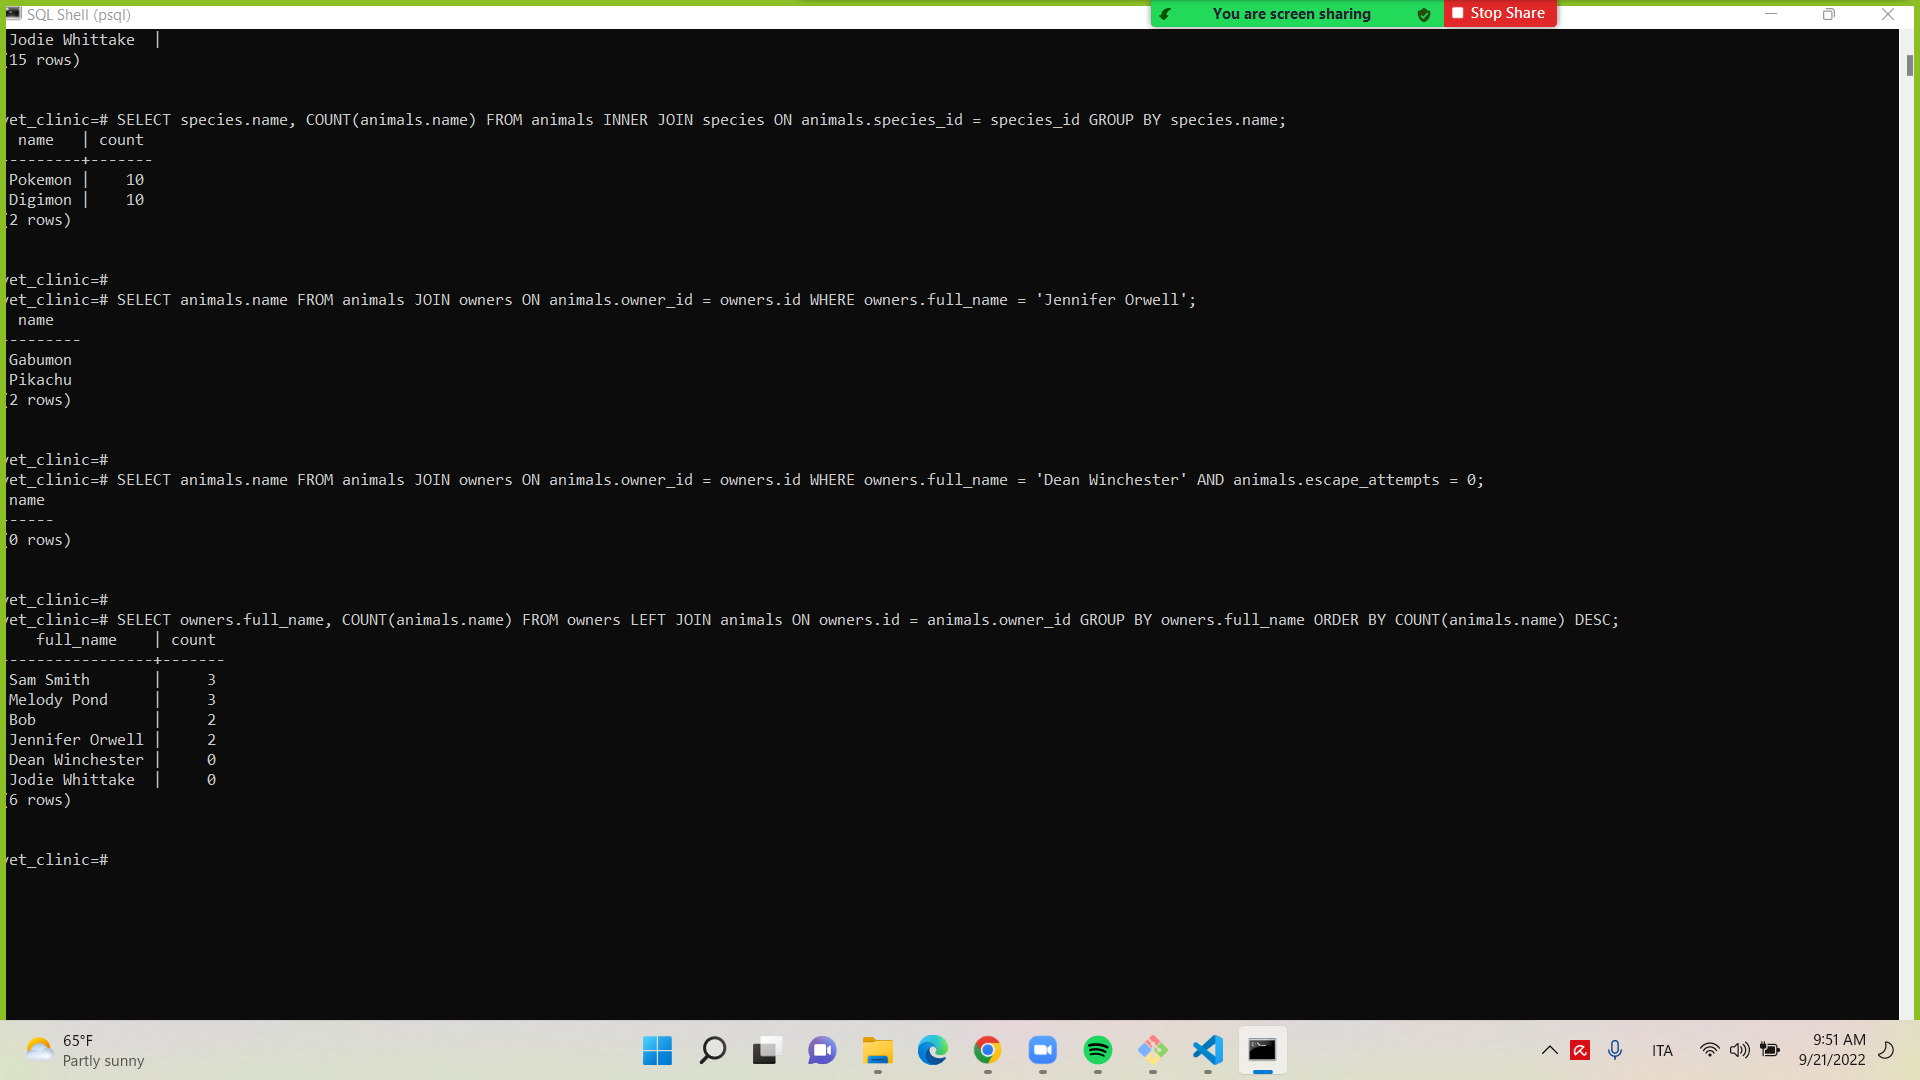 SQL Shell (psql)
You are screen sharing
Stop Share
Jodie Whittake |
(15 rows)
vet_clinic=# SELECT species.name, COUNT(animals.name) FROM animals INNER JOIN species ON animals.species_id = species_id GROUP BY species.name;
name | count
---------+-------
Pokemon | 10
Digimon | 10
(2 rows)
vet_clinic=#
vet_clinic=# SELECT animals.name FROM animals JOIN owners ON animals.owner_id = owners.id WHERE owners.full_name = 'Jennifer Orwell';
name
---------
Gabumon
Pikachu
(2 rows)
vet_clinic=#
vet_clinic=# SELECT animals.name FROM animals JOIN owners ON animals.owner_id = owners.id WHERE owners.full_name = 'Dean Winchester' AND animals.escape_attempts = 0;
name
------
(0 rows)
vet_clinic=#
vet_clinic=# SELECT owners.full_name, COUNT(animals.name) FROM owners LEFT JOIN animals ON owners.id = animals.owner_id GROUP BY owners.full_name ORDER BY COUNT(animals.name) DESC;
full_name | count
-----------------+-------
Sam Smith | 3
Melody Pond | 3
Bob | 2
Jennifer Orwell | 2
Dean Winchester | 0
Jodie Whittake | 0
(6 rows)
vet_clinic=#
65°F
Partly sunny
ITA
9:51 AM
9/21/2022